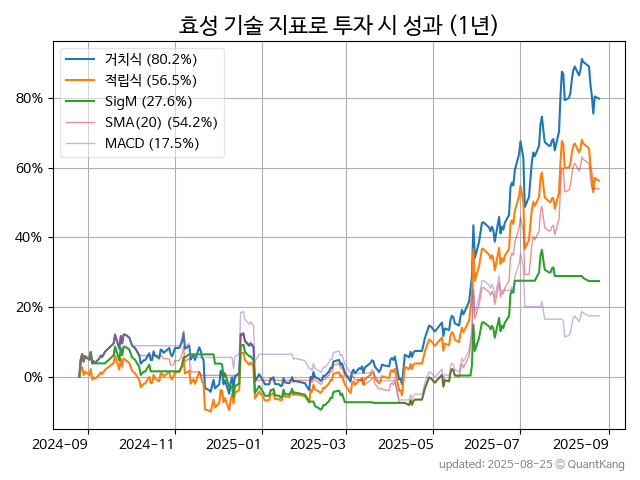 효성 기술 지표로 투자 시 성과 (1년)
거치식 (80.2%)
적립식 (56.5%)
SigM (27.6%)
SMA(20) (54.2%)
MACD (17.5%)
80%
60%
40%
20%
0%
2024-09 2024-11 2025-01 2025-03 2025-05 2025-07 2025-09
updated: 2025-08-25 © QuantKang